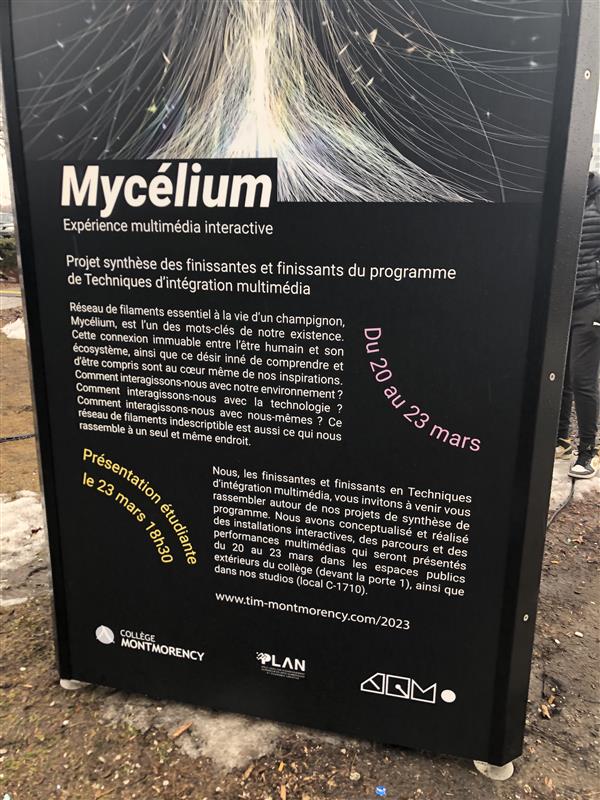 Mycélium
Expérience multimédia interactive
Projet synthèse des finissantes et finissants du programme
de Techniques d'intégration multimédia
Réseau de filaments essentiel à la vie d'un champignon,
Mycélium, est l'un des mots-clés de notre existence.
Cette connexion immuable entre l'être humain et son
écosystème, ainsi que ce désir inné de comprendre et
d'être compris sont au cœur même de nos inspirations.
Comment interagissons-nous avec notre environnement ?
Comment interagissons-nous avec la technologie ?
Comment interagissons-nous avec nous-mêmes ? Ce
réseau de filaments indescriptible est aussi ce qui nous
rassemble à un seul et même endroit.
Du 20 au 23 mars
Présentation étudiante
le 23 mars 18h30
Nous, les finissantes et finissants en Techniques
d'intégration multimédia, vous invitons à venir vous
rassembler autour de nos projets de synthèse de
programme. Nous avons conceptualisé et réalisé
des installations interactives, des parcours et des
performances multimédias qui seront présentés
du 20 au 23 mars dans les espaces publics
extérieurs du collège (devant la porte 1), ainsi que
dans nos studios (local C-1710).
www.tim-montmorency.com/2023
COLLÈGE
MONTMORENCY
PLAN